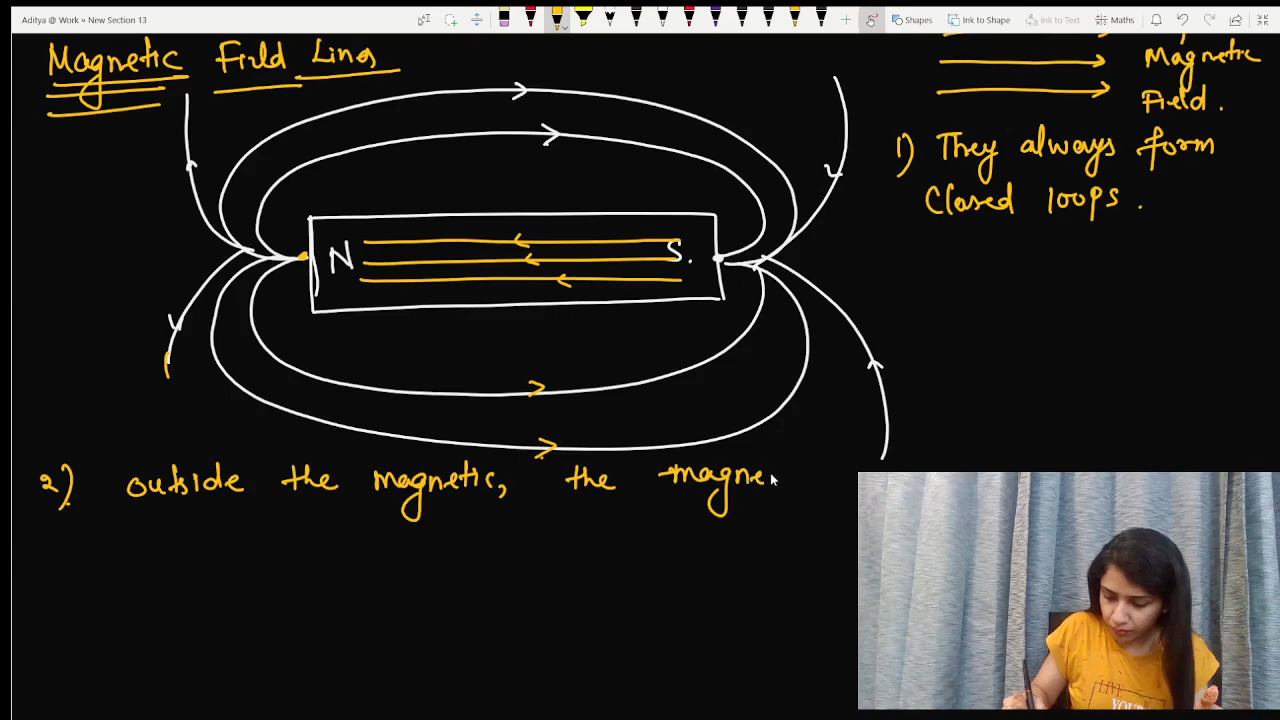 Aditya @ Work » New Section 13
Shapes
Ink to Shape
Ink to Text
Maths
Magnetic Field Lines
Magnetic
Field.
1) They always form
closed loops.
N S.
2) outside the magnetic, the magne
LIVE